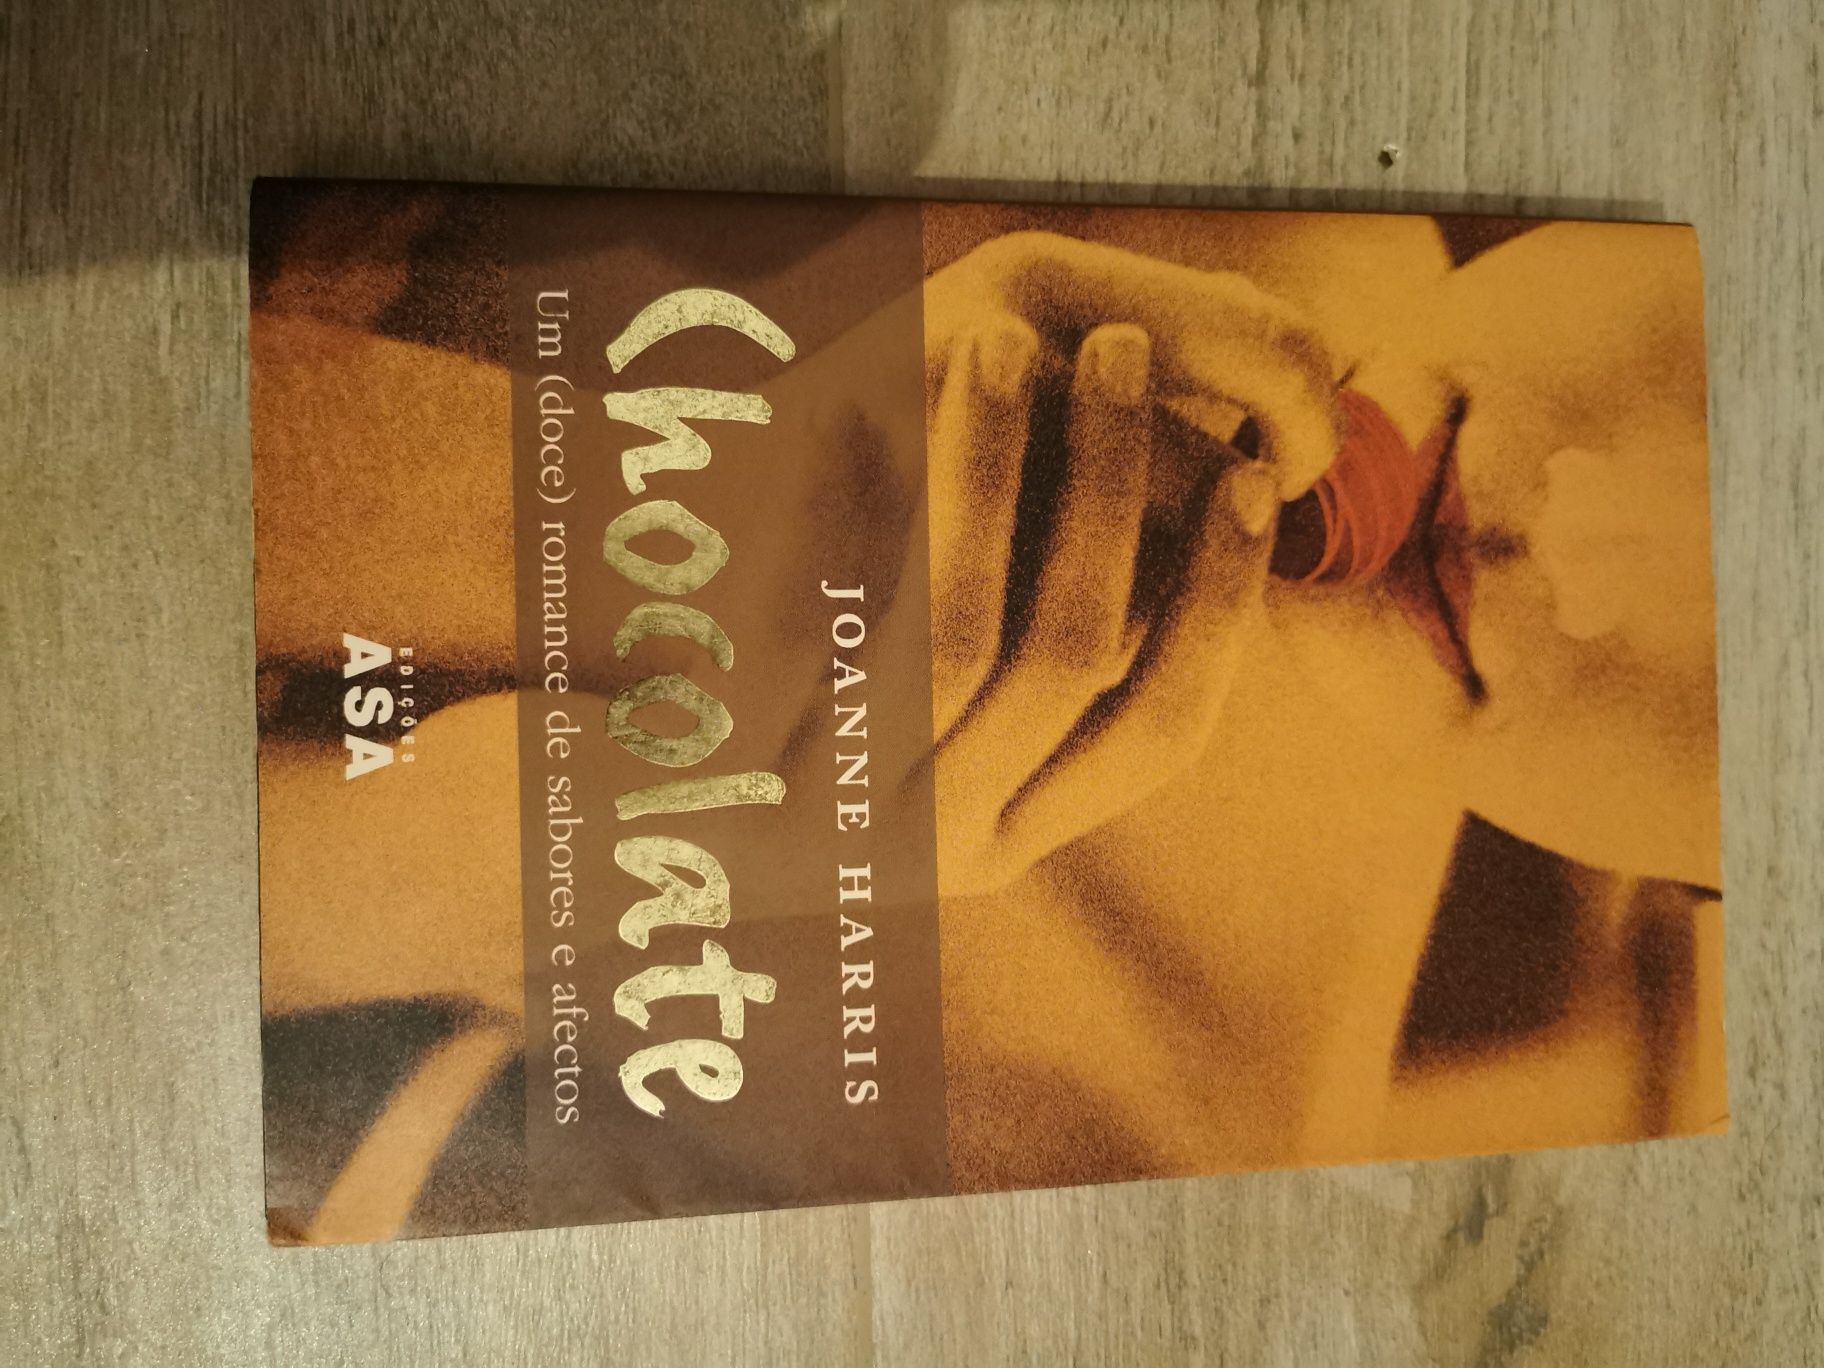 JOANNE HARRIS
Chocolate
Um (doce) romance de sabores e afectos
EDIÇÕES
ASA